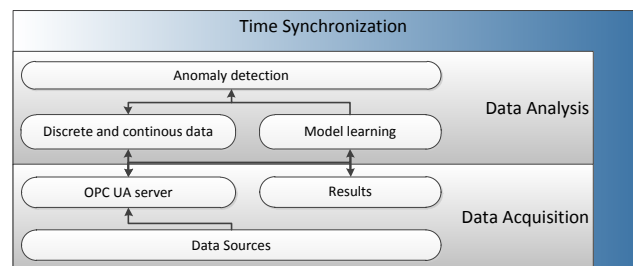 Time Synchronization
Anomaly detection
Data Analysis
Discrete and continous data
Model learning
OPC UA server
Results
Data Acquisition
Data Sources